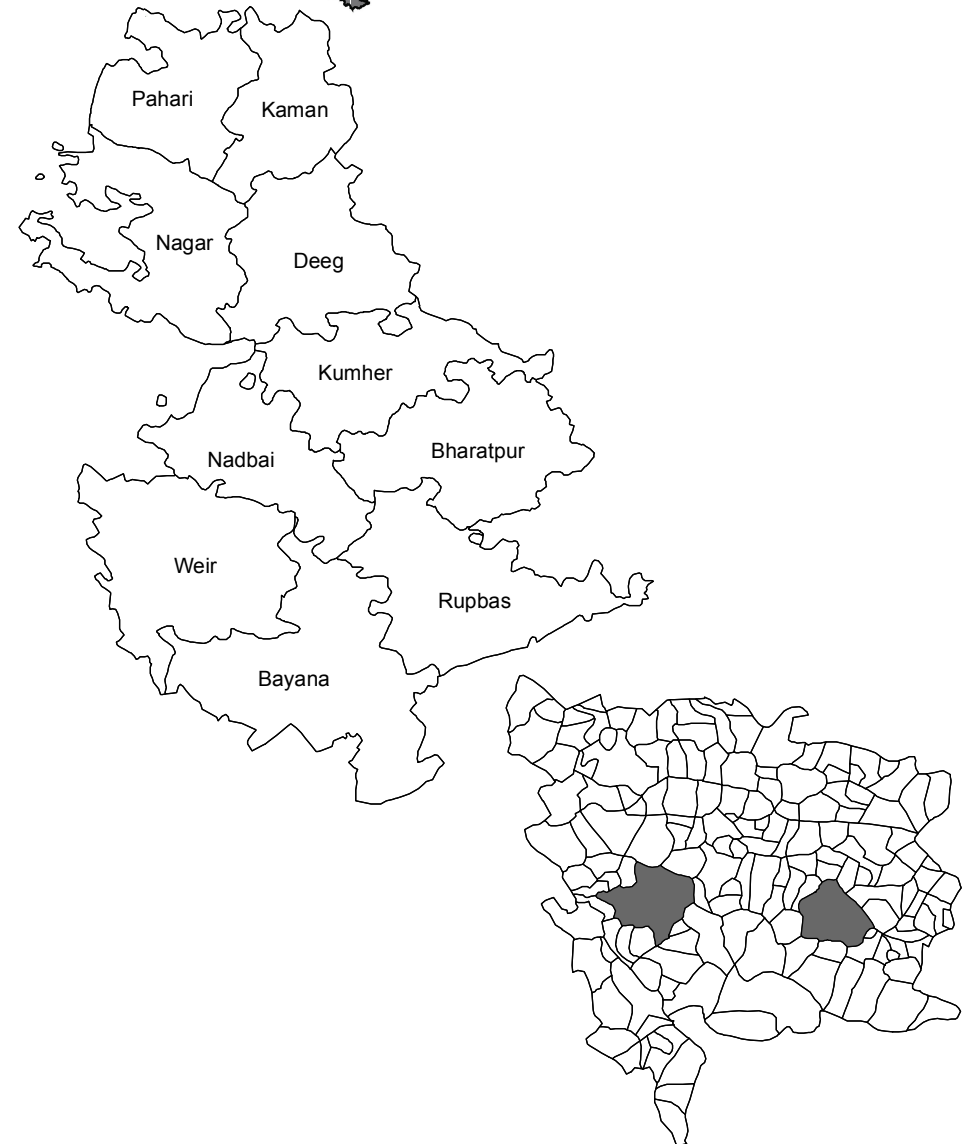 Pahari
Kaman
Nagar
Deeg
Kumher
Bharatpur
Nadbai
Weir
Rupbas
Bayana